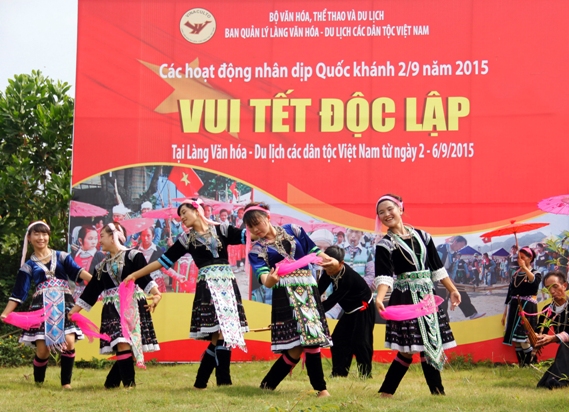 BỘ VĂN HÓA, THỂ THAO VÀ DU LỊCH
BAN QUẢN LÝ LÀNG VĂN HÓA - DU LỊCH CÁC DÂN TỘC VIỆT NAM
Các hoạt động nhân dịp Quốc khánh 2/9 năm 2015
VUI TẾT ĐỘC LẬP
Tại Làng Văn hóa - Du lịch các dân tộc Việt Nam từ ngày 2 - 6/9/2015